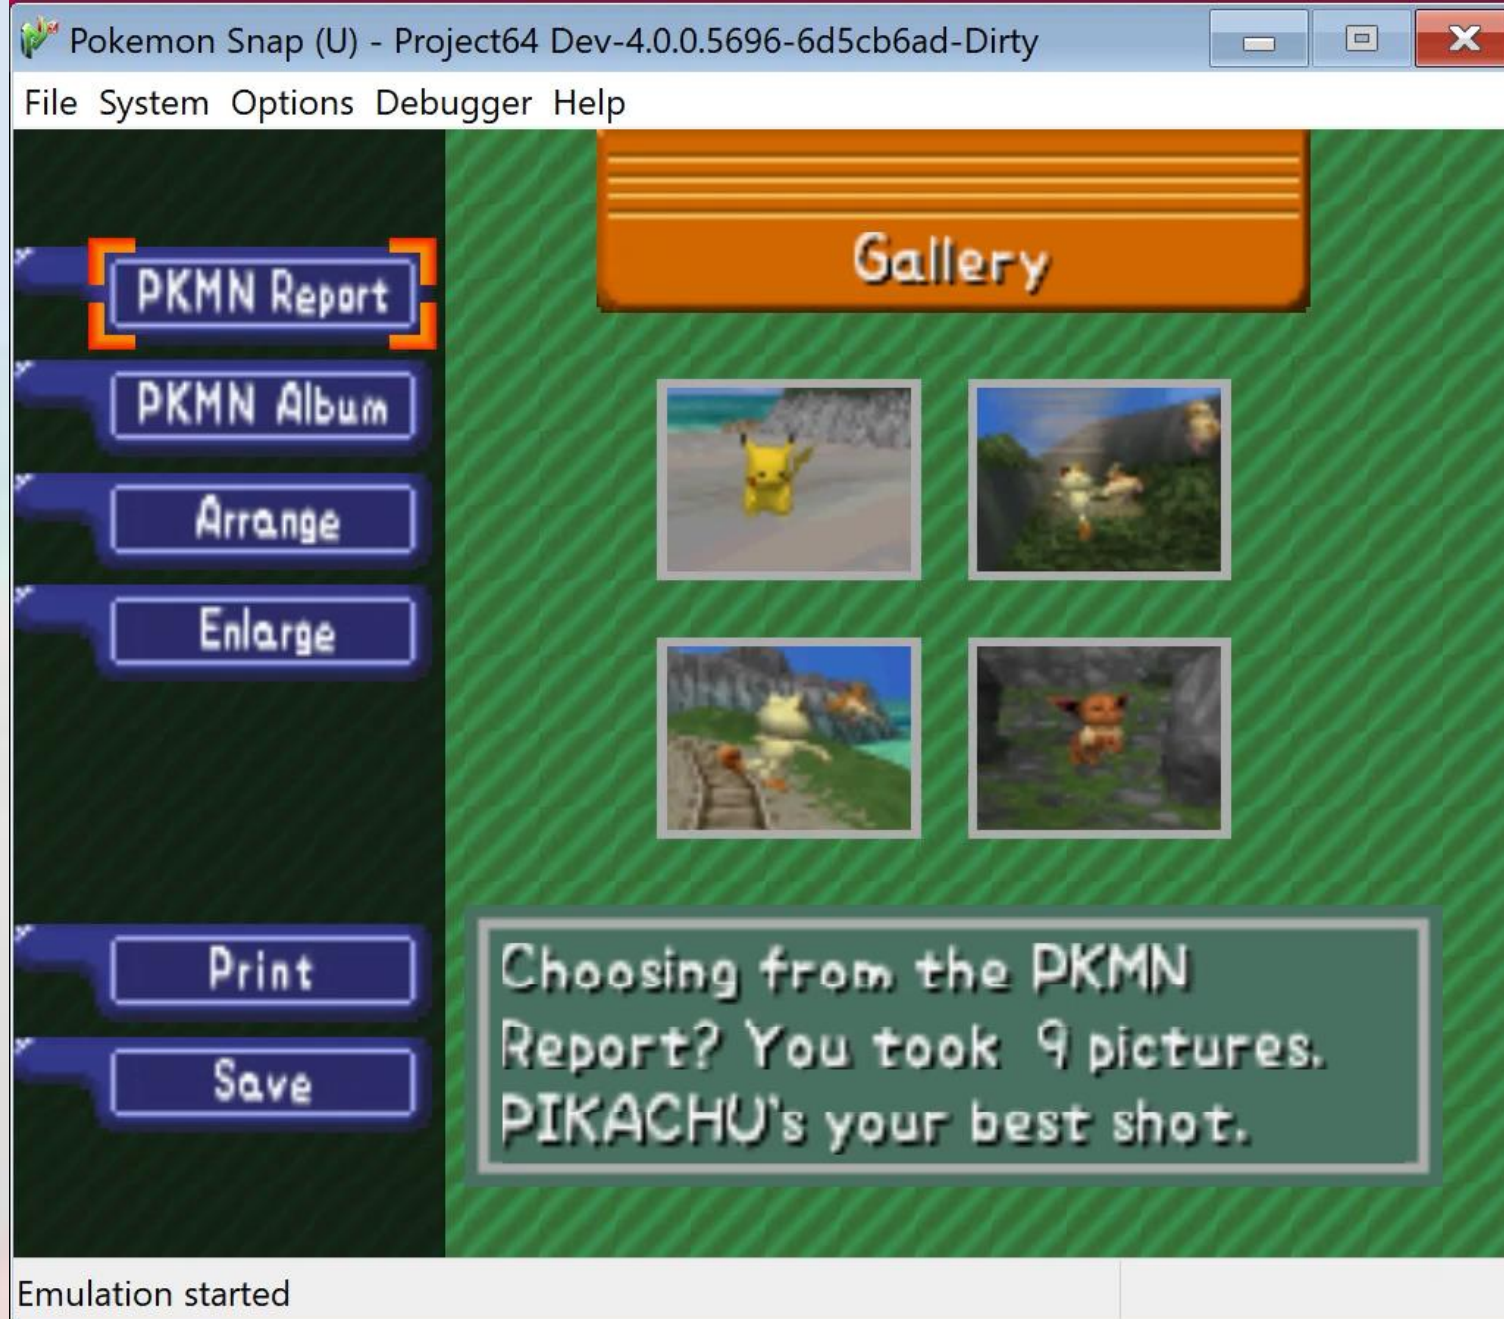 Pokemon Snap (U) - Project64 Dev-4.0.0.5696-6d5cb6ad-Dirty
File System Options Debugger Help
Gallery
PKMN Report
PKMN Album
Arrange
Enlarge
Print
Save
Choosing from the PKMN
Report? You took 9 pictures.
PIKACHU's your best shot.
Emulation started